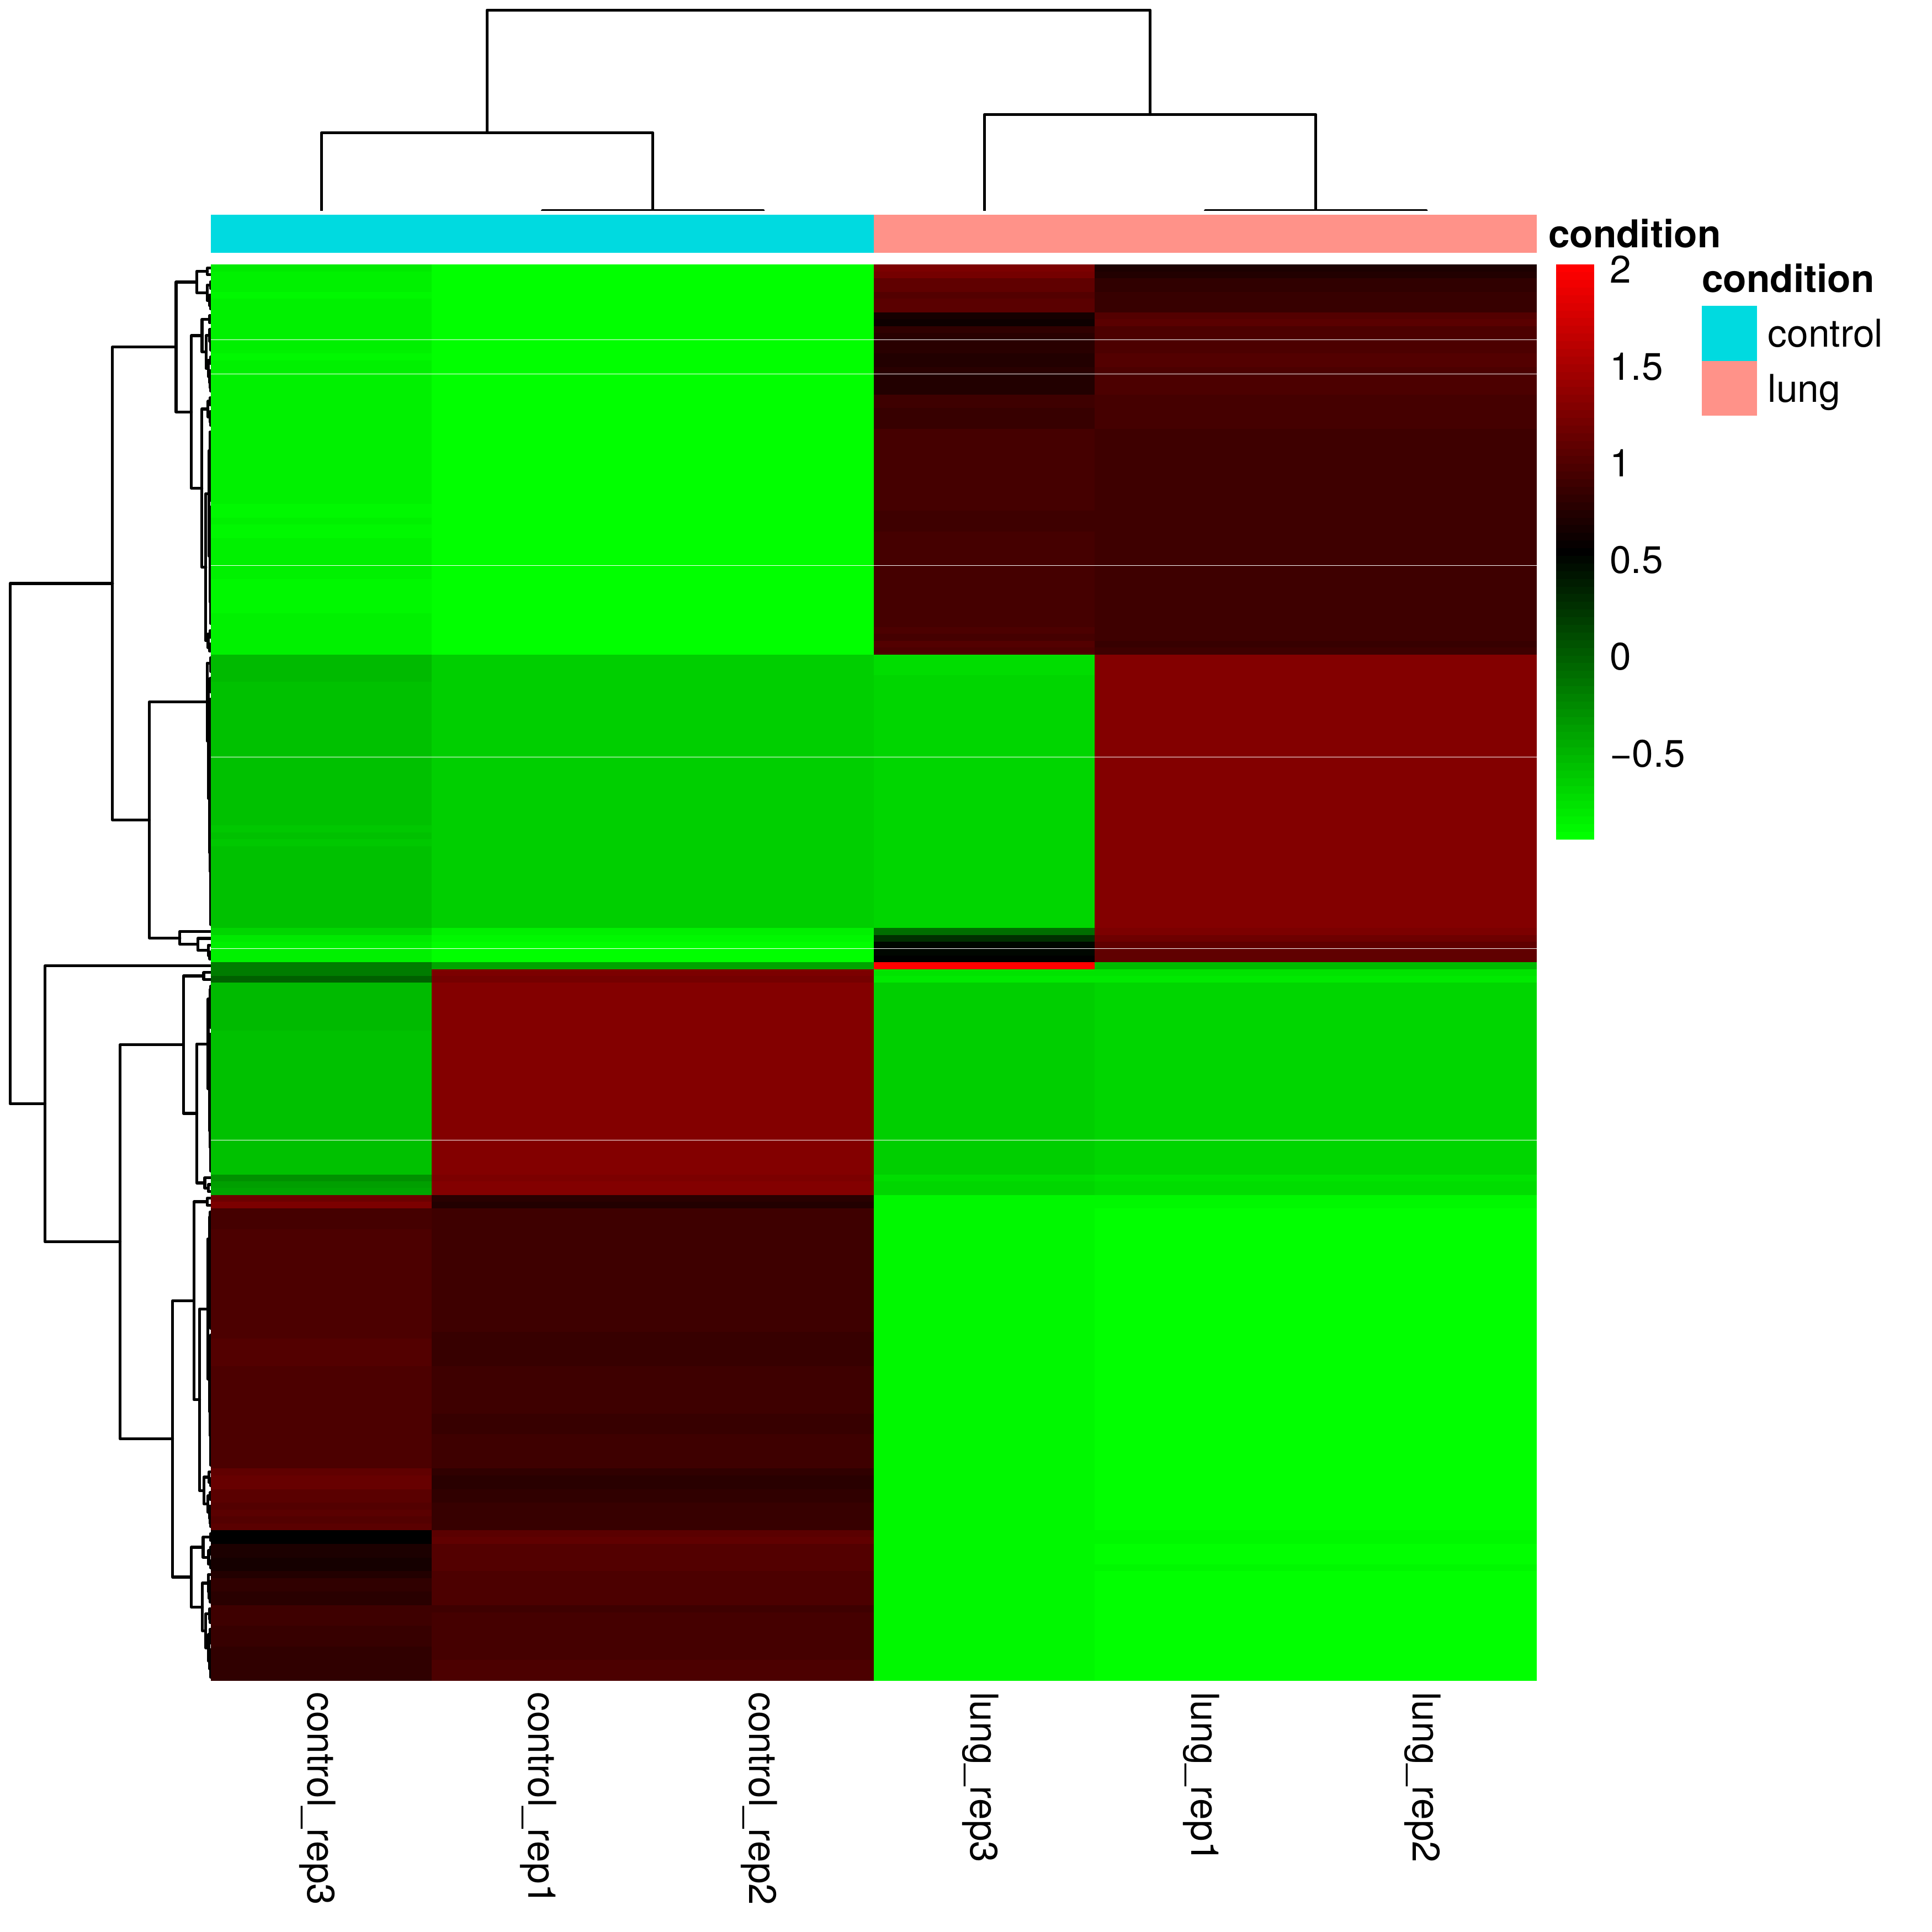 condition
2
1.5
1
0.5
0
−0.5
condition
control
lung
control_rep3
control_rep1
control_rep2
lung_rep3
lung_rep1
lung_rep2